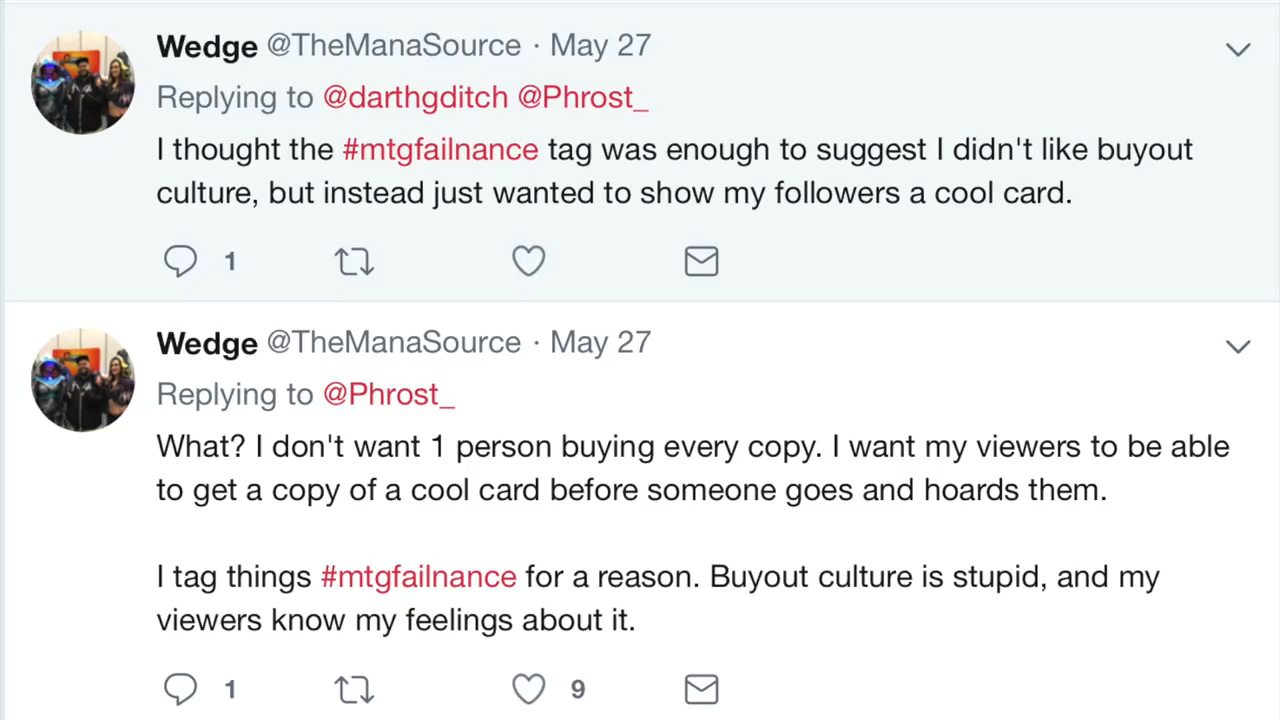 Wedge @TheManaSource · May 27
Replying to @darthgditch @Phrost_
I thought the #mtgfailnance tag was enough to suggest I didn't like buyout
culture, but instead just wanted to show my followers a cool card.
1
Wedge @TheManaSource · May 27
Replying to @Phrost_
What? I don't want 1 person buying every copy. I want my viewers to be able
to get a copy of a cool card before someone goes and hoards them.
I tag things #mtgfailnance for a reason. Buyout culture is stupid, and my
viewers know my feelings about it.
1 9